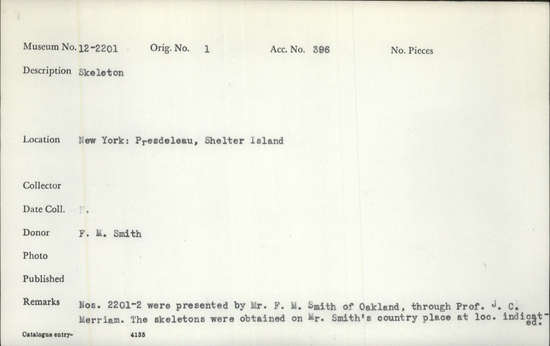 Museum No. 12-2201 Orig. No. 1 Acc. No. 396 No. Pieces
Description Skeleton
Location New York: Presdeleau, Shelter Island
Collector
Date Coll.
Donor F. M. Smith
Photo
Published
Remarks Nos. 2201-2 were presented by Mr. F. M. Smith of Oakland, through Prof. J. C.
Merriam. The skeletons were obtained on Mr. Smith's country place at loc. indicat-
ed.
Catalogue entry- 4135